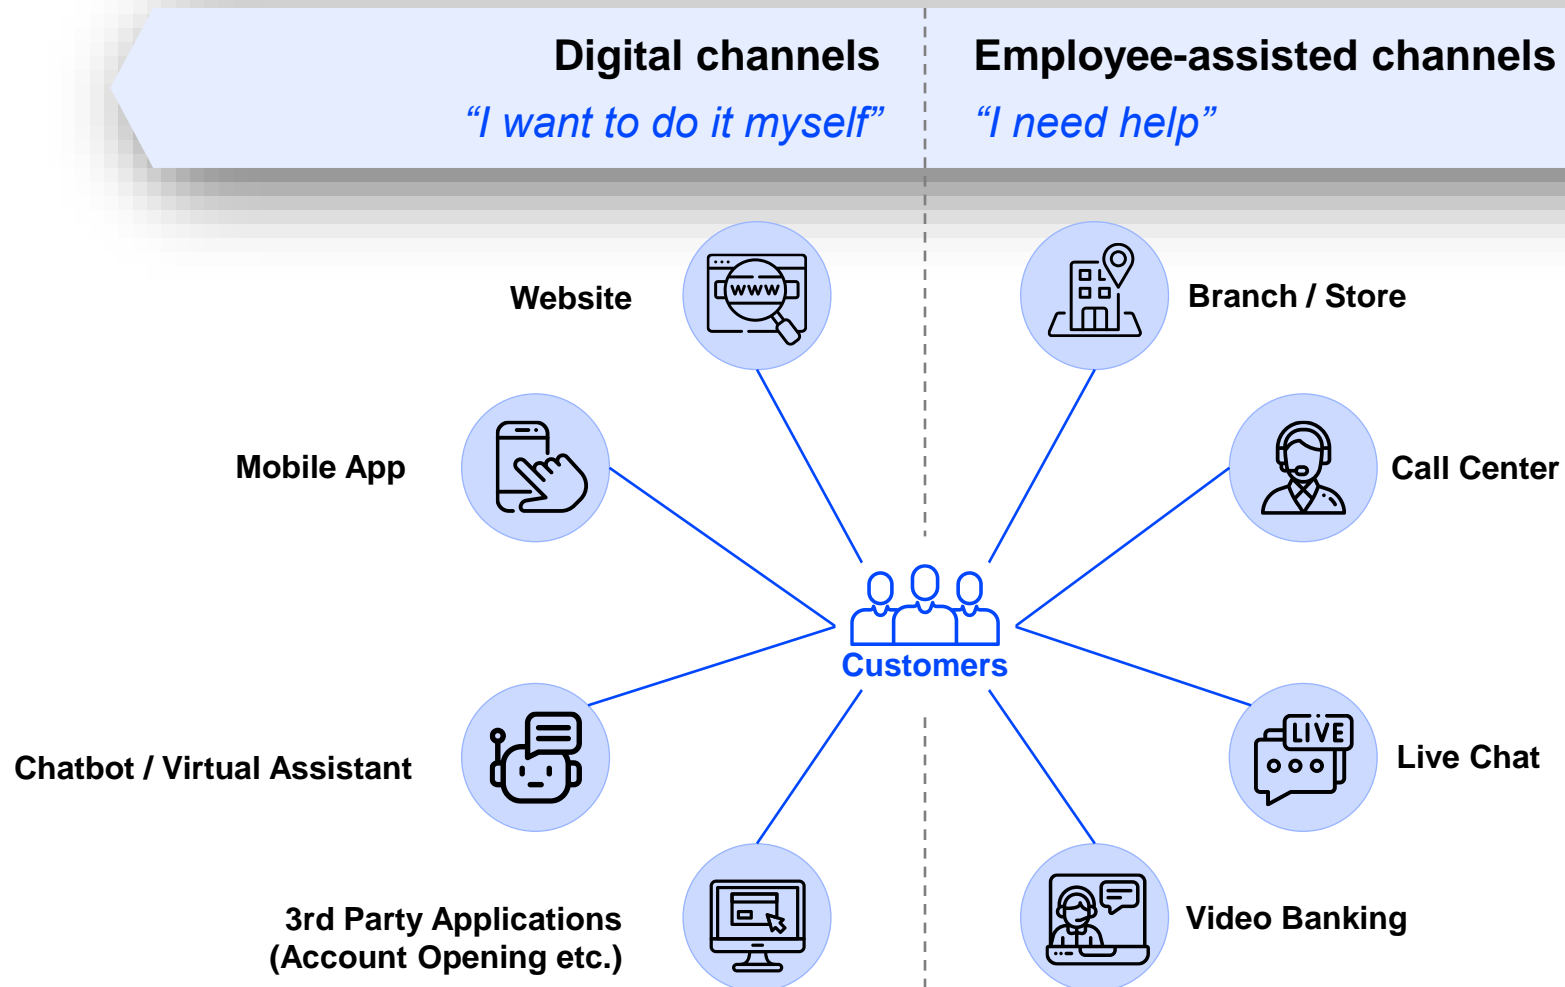 Digital channels
“I want to do it myself”
Employee-assisted channels
“I need help”
Website
www
Branch / Store
Mobile App
Call Center
Customers
Chatbot / Virtual Assistant
LIVE
Live Chat
3rd Party Applications
(Account Opening etc.)
Video Banking